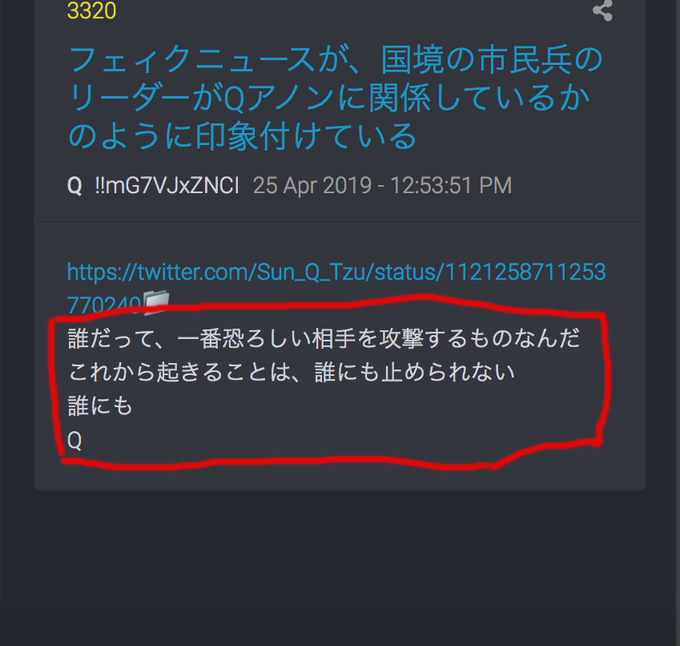 3320
フェィクニュースが、国境の市民兵の
リーダーがQアノンに関係しているか
のように印象付けている
Q !!mG7VJxZNCI 25 Apr 2019 - 12:53:51 PM
https://twitter.com/Sun_Q_Tzu/status/1121258711253
770240
誰だって、一番恐ろしい相手を攻撃するものなんだ
これから起きることは、誰にも止められない
誰にも
Q